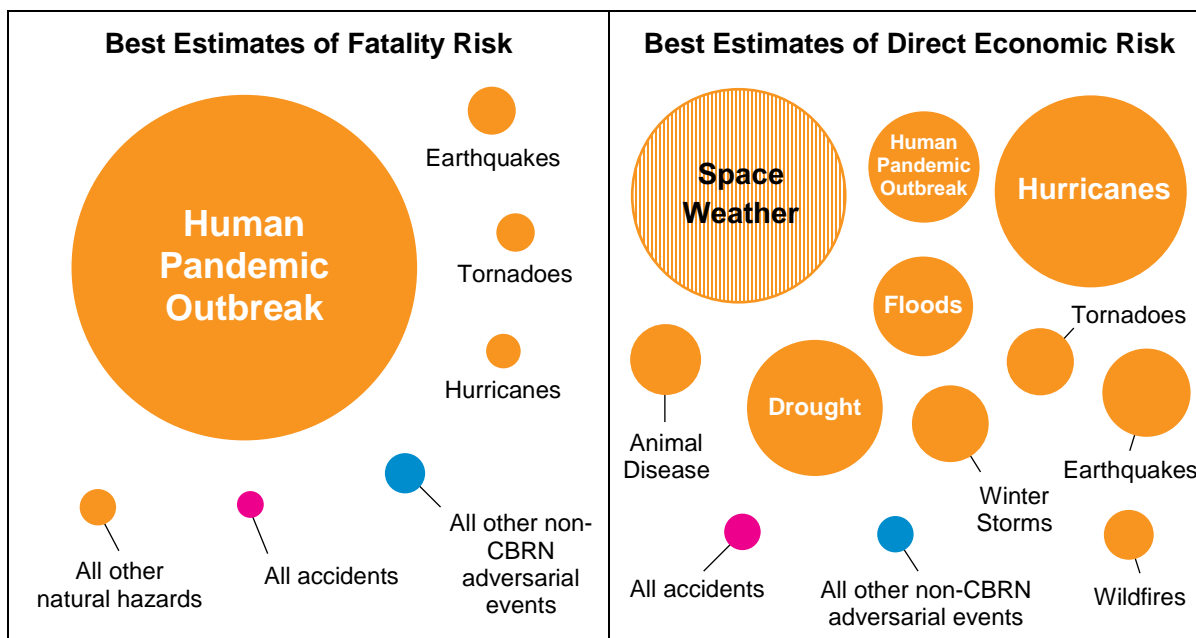 Best Estimates of Fatality Risk
Human
Pandemic
Outbreak
Earthquakes
Tornadoes
Hurricanes
All other
natural hazards
All accidents
All other non-
CBRN
adversarial
events
Best Estimates of Direct Economic Risk
Space
Weather
Human
Pandemic
Outbreak
Hurricanes
Floods
Tornadoes
Animal
Disease
Drought
Winter
Storms
Earthquakes
All accidents
All other non-CBRN
adversarial events
Wildfires